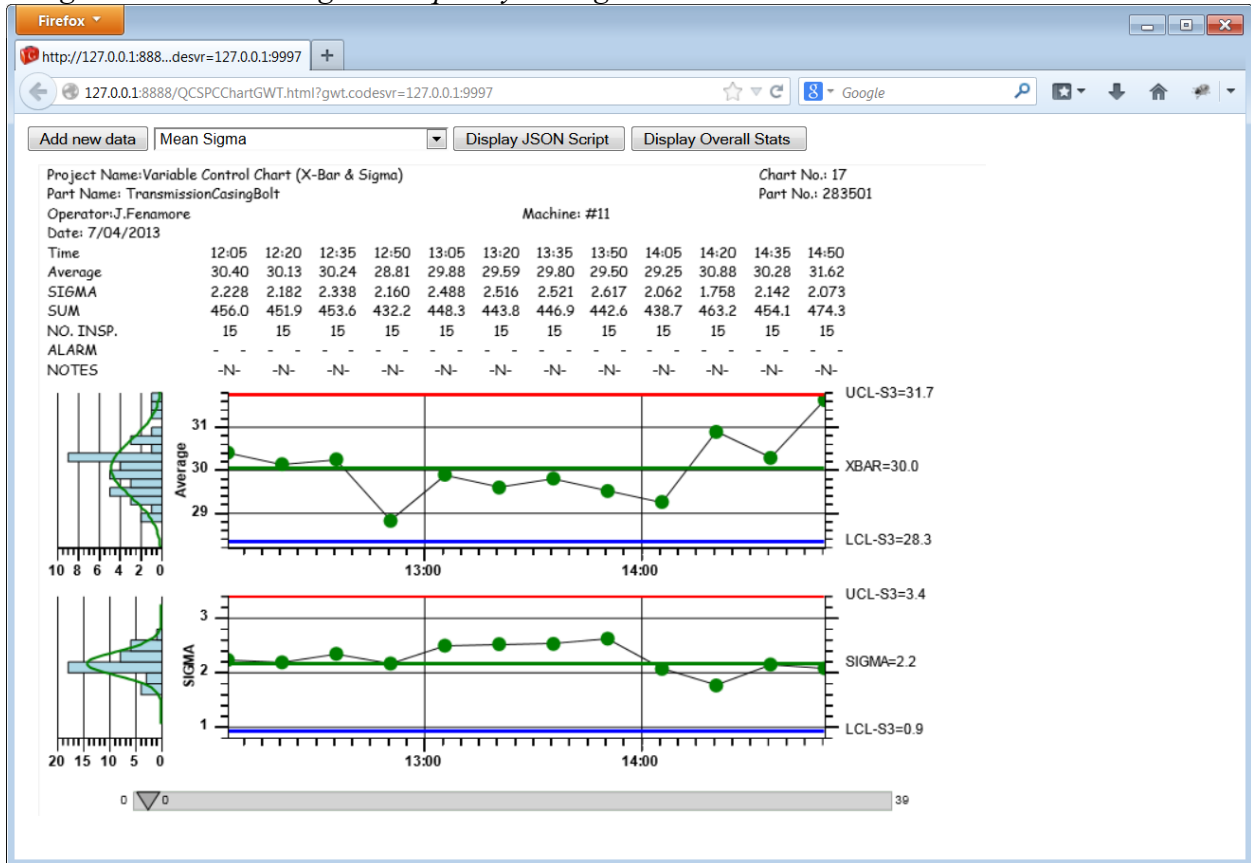 Firefox
http://127.0.0.1:888...desvr=127.0.0.1:9997 +
127.0.0.1:8888/QCSPCChartGWT.html?gwt.codesvr=127.0.0.1:9997 8 Google
Add new data Mean Sigma Display JSON Script Display Overall Stats
Project Name:Variable Control Chart (X-Bar & Sigma) Chart No.: 17
Part Name: TransmissionCasingBolt Part No.: 283501
Operator:J.Fenamore Machine: #11
Date: 7/04/2013
Time 12:05 12:20 12:35 12:50 13:05 13:20 13:35 13:50 14:05 14:20 14:35 14:50
Average 30.40 30.13 30.24 28.81 29.88 29.59 29.80 29.50 29.25 30.88 30.28 31.62
SIGMA 2.228 2.182 2.338 2.160 2.488 2.516 2.521 2.617 2.062 1.758 2.142 2.073
SUM 456.0 451.9 453.6 432.2 448.3 443.8 446.9 442.6 438.7 463.2 454.1 474.3
NO. INSP. 15 15 15 15 15 15 15 15 15 15 15 15
ALARM - - - - - - - - - - - - - - - - - - - - - - - -
NOTES -N- -N- -N- -N- -N- -N- -N- -N- -N- -N- -N- -N-
UCL-S3=31.7
31
Average
30
XBAR=30.0
29
LCL-S3=28.3
10 8 6 4 2 0 13:00 14:00
UCL-S3=3.4
3
SIGMA
2
SIGMA=2.2
1
LCL-S3=0.9
20 15 10 5 0 13:00 14:00
0 0 39